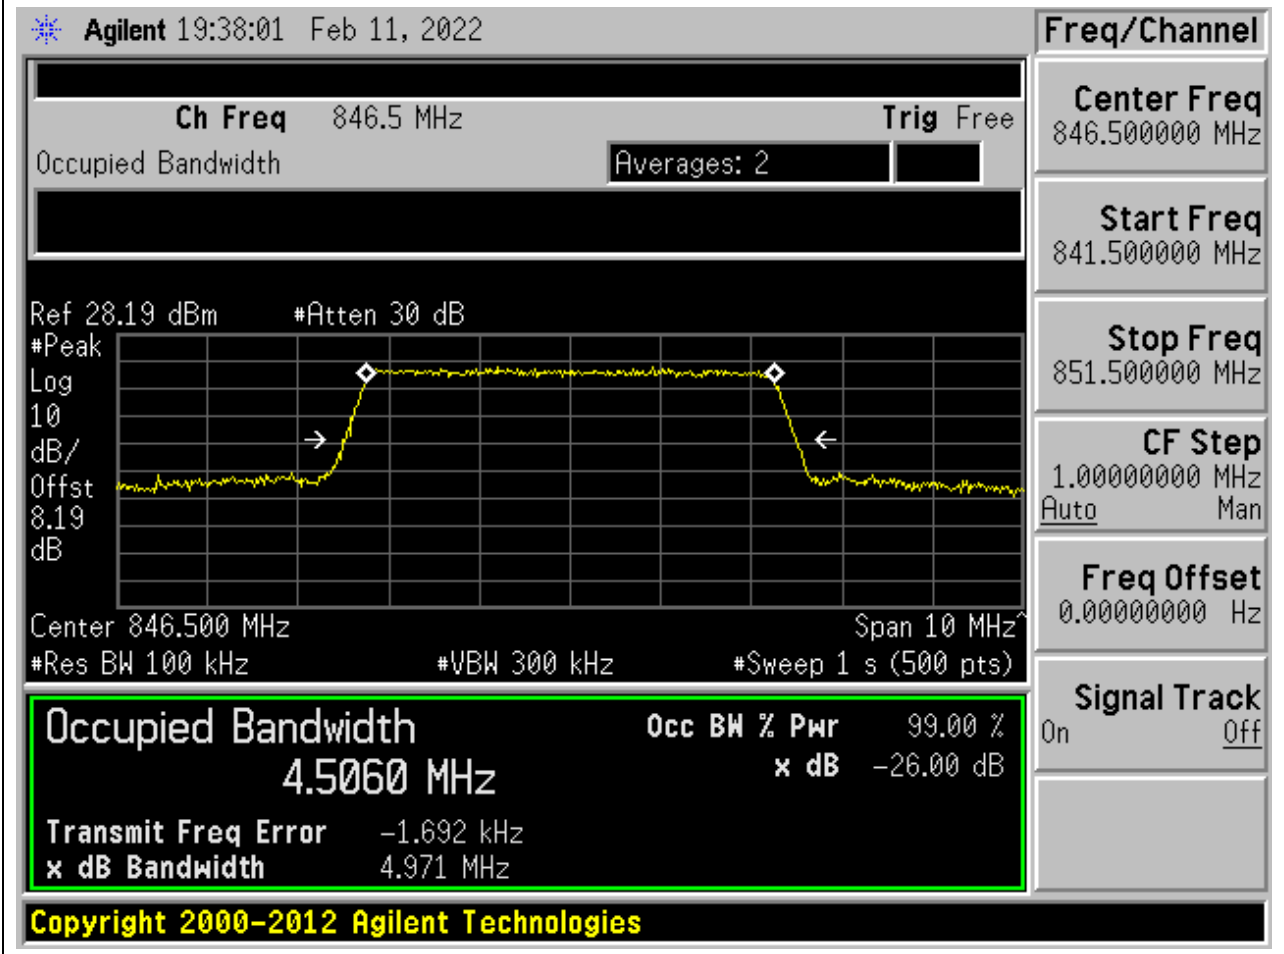 Agilent 19:38:01 Feb 11, 2022
Freq/Channel
Ch Freq 846.5 MHz Trig Free
Occupied Bandwidth Averages: 2
Center Freq
846.500000 MHz
Start Freq
841.500000 MHz
Stop Freq
851.500000 MHz
CF Step
1.00000000 MHz
Auto Man
Freq Offset
0.00000000 Hz
Signal Track
On Off
Ref 28.19 dBm #Atten 30 dB
#Peak
Log
10
dB/
Offst
8.19
dB
Center 846.500 MHz Span 10 MHz^
#Res BW 100 kHz #VBW 300 kHz #Sweep 1 s (500 pts)
Occupied Bandwidth Occ BW % Pwr 99.00 %
4.5060 MHz x dB -26.00 dB
Transmit Freq Error -1.692 kHz
x dB Bandwidth 4.971 MHz
Copyright 2000-2012 Agilent Technologies